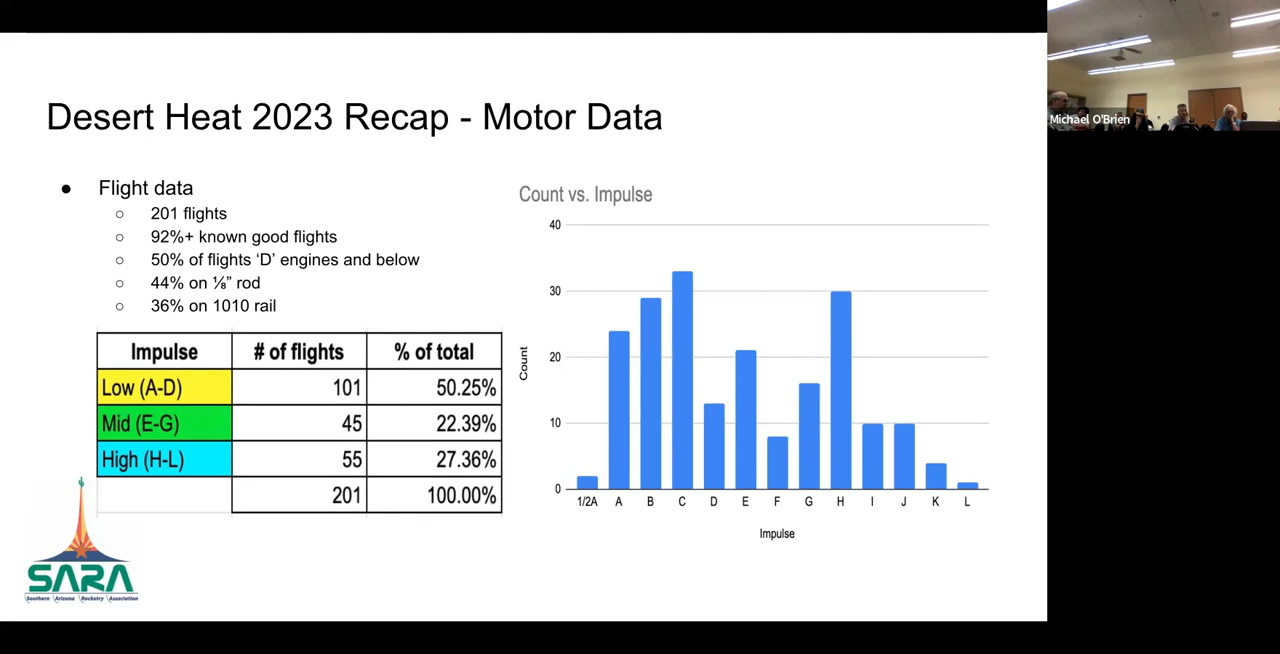 Desert Heat 2023 Recap - Motor Data
Michael O'Brien
● Flight data
○ 201 flights
○ 92%+ known good flights
○ 50% of flights ‘D’ engines and below
○ 44% on ⅛” rod
○ 36% on 1010 rail
Impulse # of flights % of total
Low (A-D) 101 50.25%
Mid (E-G) 45 22.39%
High (H-L) 55 27.36%
201 100.00%
SARA
Southern Arizona Rocketry Association
Count vs. Impulse
Count
40
30
20
10
0
1/2A A B C D E F G H I J K L
Impulse